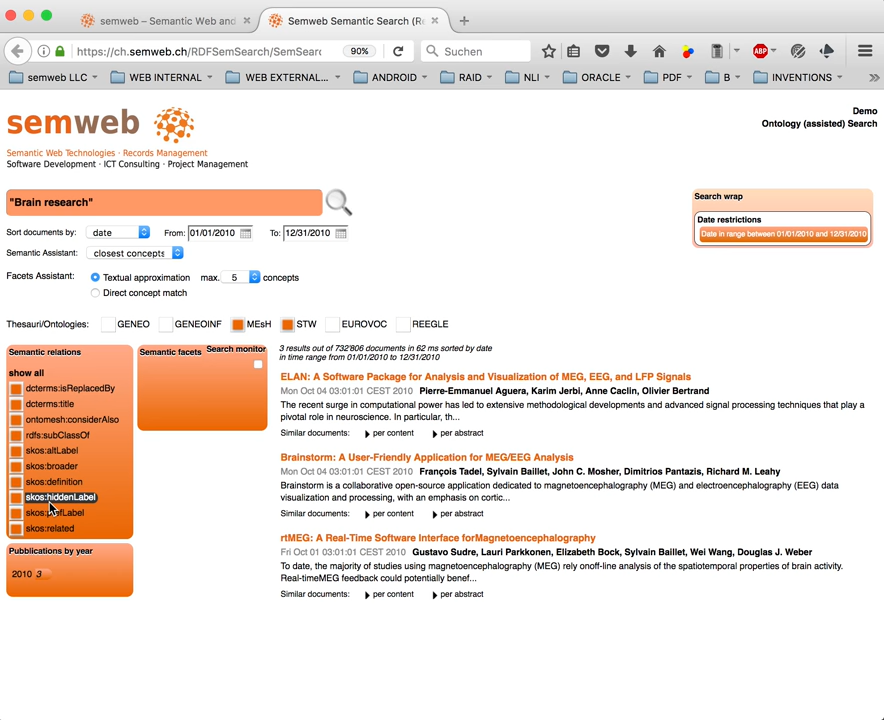 semweb – Semantic Web and
Semweb Semantic Search (Re
https://ch.semweb.ch/RDFSemSearch/SemSearc
90%
Suchen
ABP
semweb LLC
WEB INTERNAL
WEB EXTERNAL...
ANDROID
RAID
NLI
ORACLE
PDF
B
INVENTIONS
semweb
Semantic Web Technologies · Records Management
Software Development · ICT Consulting · Project Management
Demo
Ontology (assisted) Search
"Brain research"
Sort documents by: date From: 01/01/2010 To: 12/31/2010
Semantic Assistant: closest concepts
Facets Assistant: Textual approximation max. 5 concepts
Direct concept match
Search wrap
Date restrictions
Date in range between 01/01/2010 and 12/31/2010
Thesauri/Ontologies: GENEO GENEOINF MEsH STW EUROVOC REEGLE
Semantic relations
show all
dcterms:isReplacedBy
dcterms:title
ontomesh:considerAlso
rdfs:subClassOf
skos:altLabel
skos:broader
skos:definition
skos:hiddenLabel
skos:related
Pubblications by year
2010 3
Semantic facets
Search monitor
3 results out of 732'806 documents in 62 ms sorted by date
in time range from 01/01/2010 to 12/31/2010
ELAN: A Software Package for Analysis and Visualization of MEG, EEG, and LFP Signals
Mon Oct 04 03:01:01 CEST 2010 Pierre-Emmanuel Aguera, Karim Jerbi, Anne Caclin, Olivier Bertrand
The recent surge in computational power has led to extensive methodological developments and advanced signal processing techniques that play a
pivotal role in neuroscience. In particular, th...
Similar documents: per content per abstract
Brainstorm: A User-Friendly Application for MEG/EEG Analysis
Mon Oct 04 03:01:01 CEST 2010 François Tadel, Sylvain Baillet, John C. Mosher, Dimitrios Pantazis, Richard M. Leahy
Brainstorm is a collaborative open-source application dedicated to magnetoencephalography (MEG) and electroencephalography (EEG) data
visualization and processing, with an emphasis on cortic...
Similar documents: per content per abstract
rtMEG: A Real-Time Software Interface forMagnetoencephalography
Fri Oct 01 03:01:01 CEST 2010 Gustavo Sudre, Lauri Parkkonen, Elizabeth Bock, Sylvain Baillet, Wei Wang, Douglas J. Weber
To date, the majority of studies using magnetoencephalography (MEG) rely onoff-line analysis of the spatiotemporal properties of brain activity.
Real-timeMEG feedback could potentially benef...
Similar documents: per content per abstract